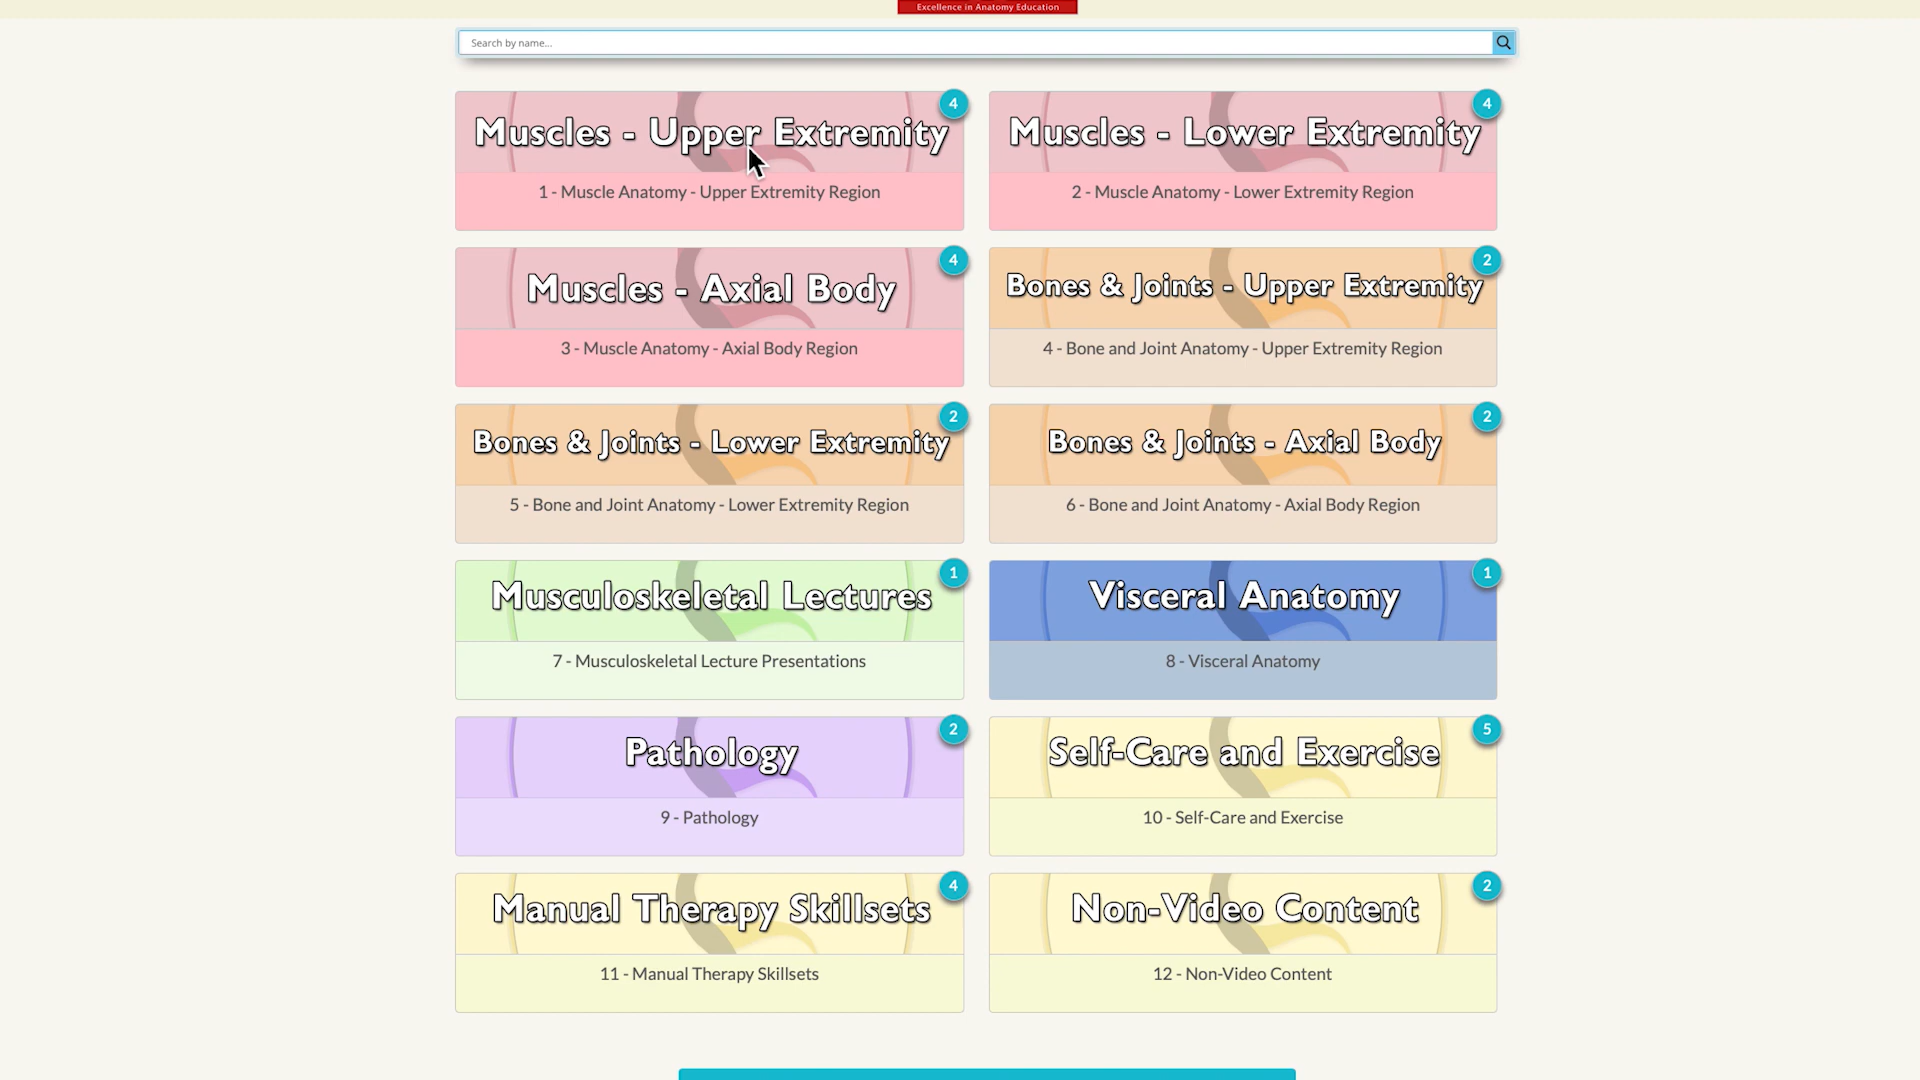 Excellence in Anatomy Education
Search by name...
4
Muscles - Upper Extremity
1 - Muscle Anatomy - Upper Extremity Region
4
Muscles - Lower Extremity
2 - Muscle Anatomy - Lower Extremity Region
4
Muscles - Axial Body
3 - Muscle Anatomy - Axial Body Region
2
Bones & Joints - Upper Extremity
4 - Bone and Joint Anatomy - Upper Extremity Region
2
Bones & Joints - Lower Extremity
5 - Bone and Joint Anatomy - Lower Extremity Region
2
Bones & Joints - Axial Body
6 - Bone and Joint Anatomy - Axial Body Region
1
Musculoskeletal Lectures
7 - Musculoskeletal Lecture Presentations
1
Visceral Anatomy
8 - Visceral Anatomy
2
Pathology
9 - Pathology
5
Self-Care and Exercise
10 - Self-Care and Exercise
4
Manual Therapy Skillsets
11 - Manual Therapy Skillsets
2
Non-Video Content
12 - Non-Video Content